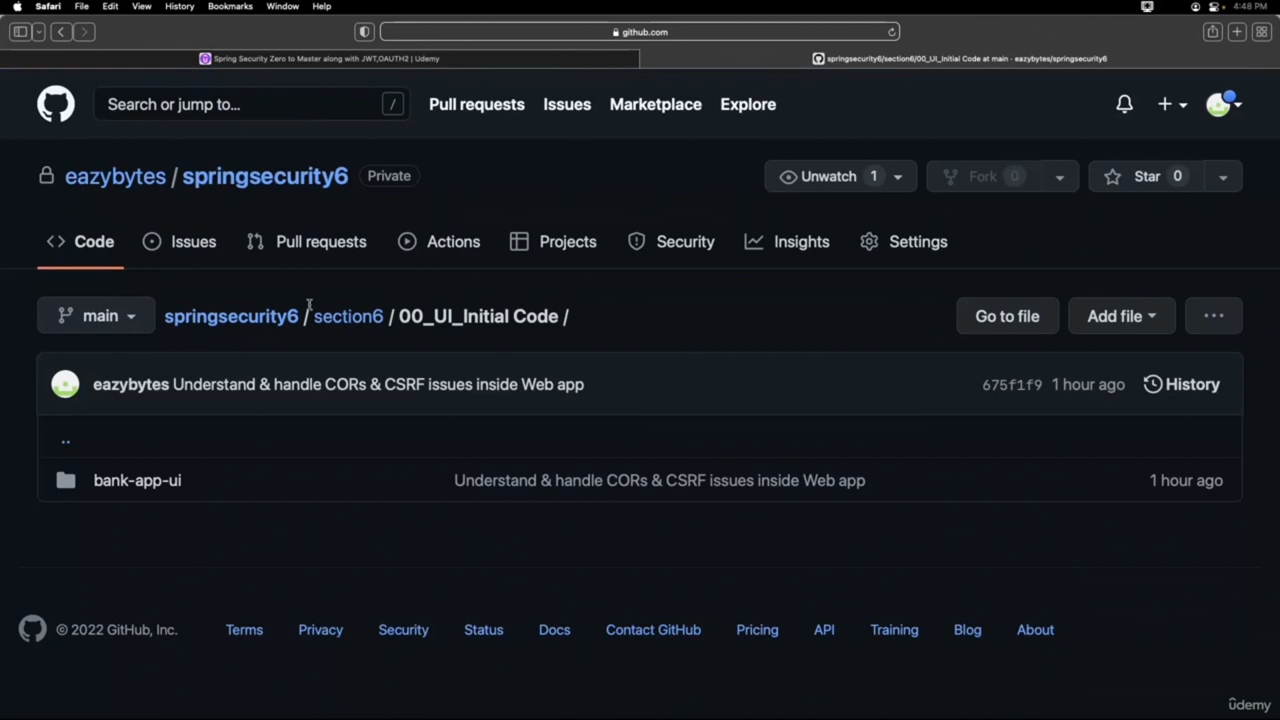 Safari File Edit View History Bookmarks Window Help 4:48 PM
github.com
Spring Security Zero to Master along with JWT,OAUTH2 | Udemy
springsecurity6/section6/00_UI_Initial Code at main · eazybytes/springsecurity6
Search or jump to... / Pull requests Issues Marketplace Explore
eazybytes / springsecurity6 Private Unwatch 1 Fork 0 Star 0
Code Issues Pull requests Actions Projects Security Insights Settings
main springsecurity6 / section6 / 00_UI_Initial Code / Go to file Add file ...
eazybytes Understand & handle CORs & CSRF issues inside Web app 675f1f9 1 hour ago History
..
bank-app-ui Understand & handle CORs & CSRF issues inside Web app 1 hour ago
© 2022 GitHub, Inc. Terms Privacy Security Status Docs Contact GitHub Pricing API Training Blog About
ûdemy